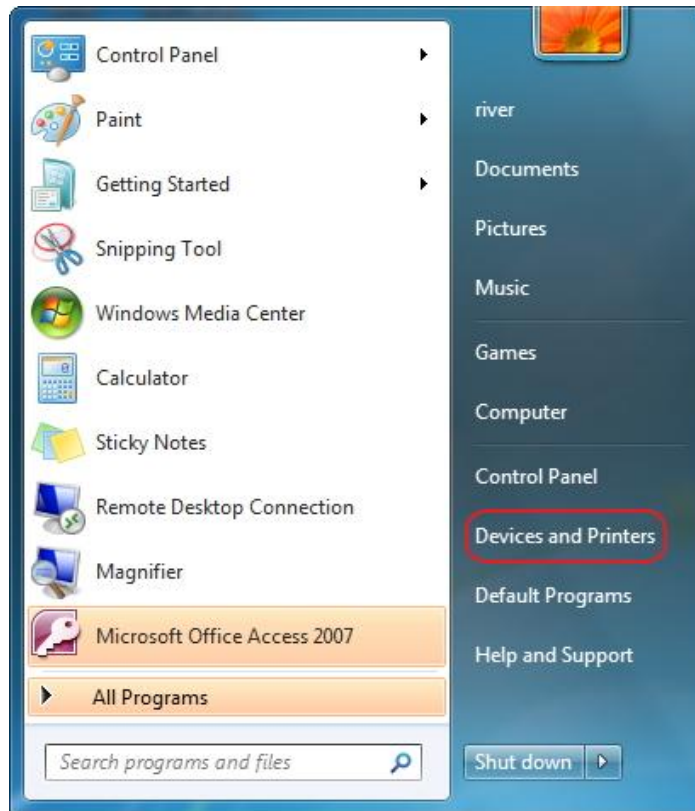 Control Panel
Paint
Getting Started
Snipping Tool
Windows Media Center
Calculator
Sticky Notes
Remote Desktop Connection
Magnifier
Microsoft Office Access 2007
All Programs
Search programs and files
river
Documents
Pictures
Music
Games
Computer
Control Panel
Devices and Printers
Default Programs
Help and Support
Shut down